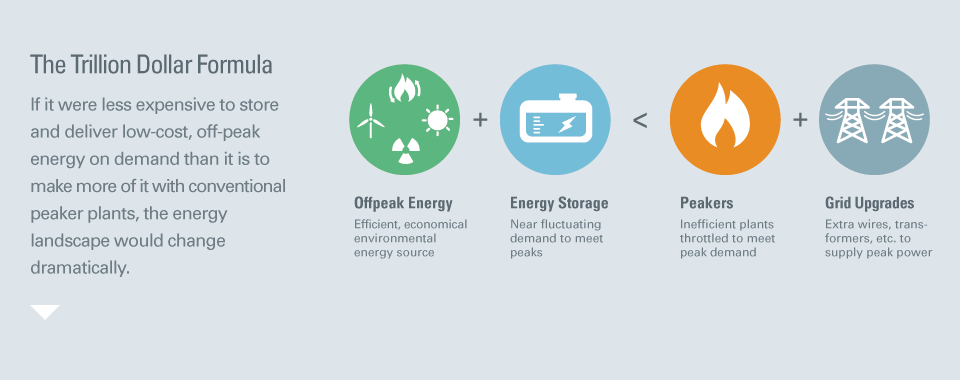 The Trillion Dollar Formula
If it were less expensive to store
and deliver low-cost, off-peak
energy on demand than it is to
make more of it with conventional
peaker plants, the energy
landscape would change
dramatically.
+
<
+
Offpeak Energy
Efficient, economical
environmental
energy source
Energy Storage
Near fluctuating
demand to meet
peaks
Peakers
Inefficient plants
throttled to meet
peak demand
Grid Upgrades
Extra wires, trans-
formers, etc. to
supply peak power